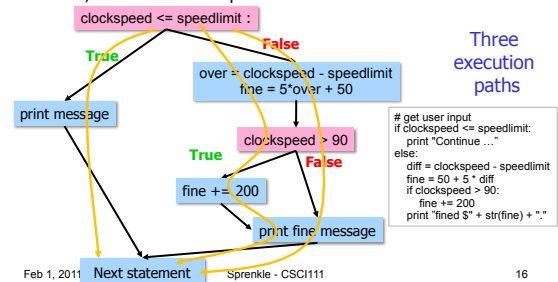 clockspeed <= speedlimit :
True
False
Three
execution
paths
over = clockspeed - speedlimit
fine = 5*over + 50
print message
clockspeed > 90
True
False
fine += 200
print fine message
# get user input
if clockspeed <= speedlimit:
print "Continue …"
else:
diff = clockspeed - speedlimit
fine = 50 + 5 * diff
if clockspeed > 90:
fine += 200
print "fined $" + str(fine) + "."
Next statement
Feb 1, 2011
Sprenkle - CSCI111
16